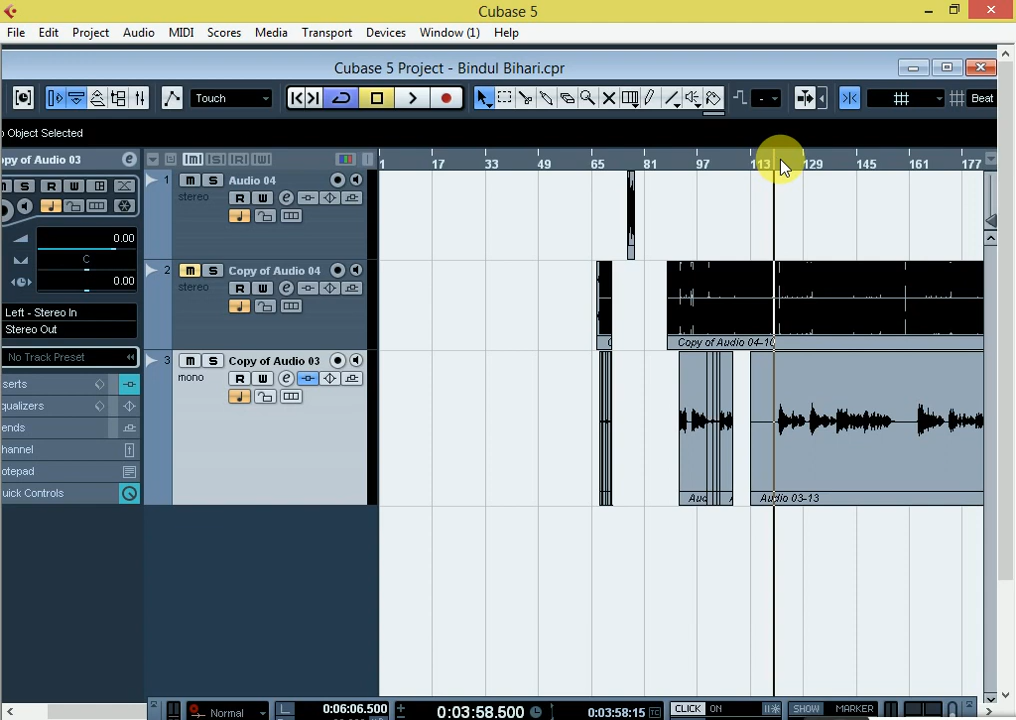 Cubase 5
File Edit Project Audio MIDI Scores Media Transport Devices Window (1) Help
Cubase 5 Project - Bindul Bihari.cpr
Touch
Beat
Object Selected
opy of Audio 03
1 17 33 49 65 81 97 113 129 145 161 177
1 m S Audio 04
stereo
R W e
2 m S Copy of Audio 04
stereo
R W e
3 m S Copy of Audio 03
mono
R W e
S R W
0.00
C
0.00
Left - Stereo In
Stereo Out
No Track Preset
serts
qualizers
ends
hannel
otepad
uick Controls
Copy of Audio 04-10
Audio 03-13
Normal
0:06:06.500
0:03:58.500
0:03:58:15
CLICK ON
SHOW MARKER